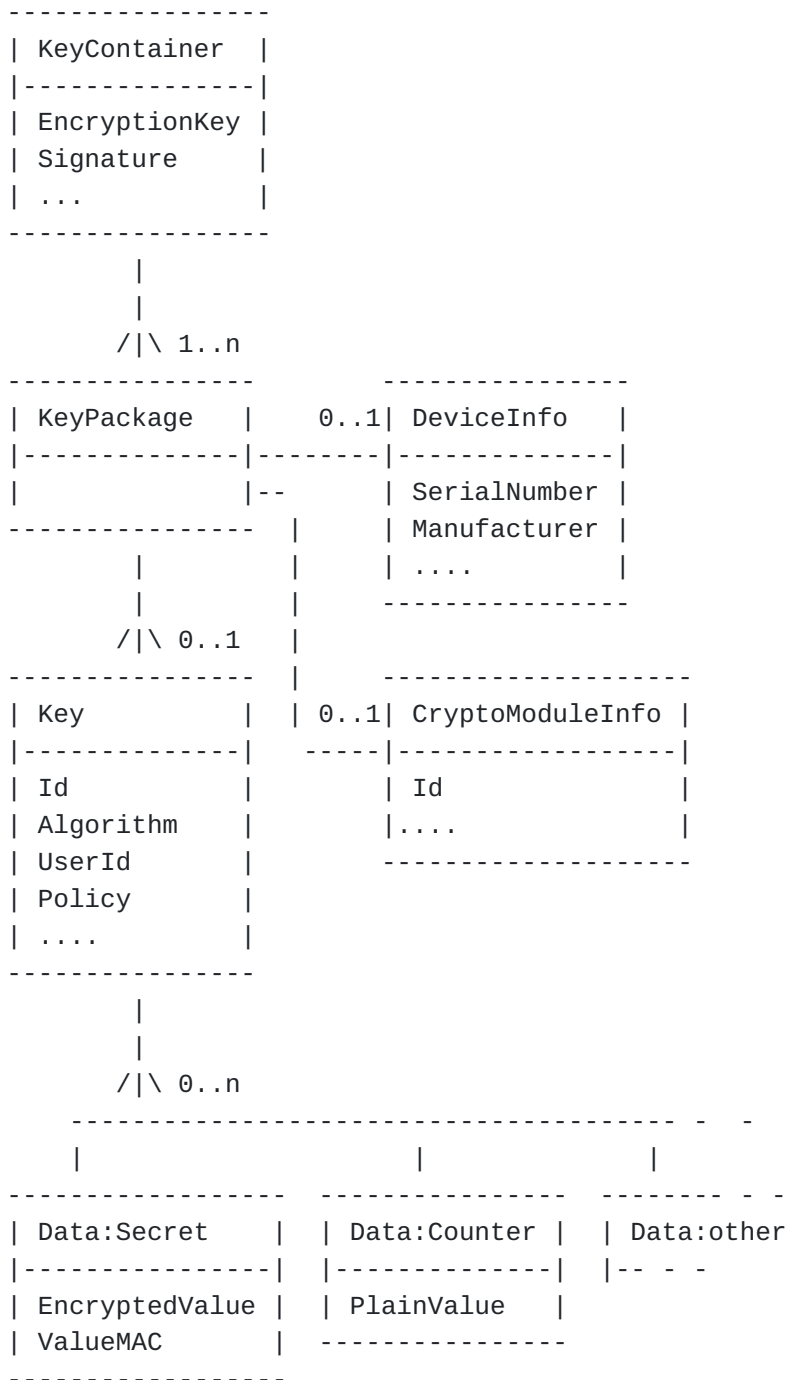 KeyContainer
EncryptionKey
Signature
...
1..n
KeyPackage 0..1 DeviceInfo
SerialNumber
Manufacturer
....
0..1
Key 0..1 CryptoModuleInfo
Id Id
Algorithm ....
UserId
Policy
....
0..n
Data:Secret Data:Counter Data:other
EncryptedValue PlainValue
ValueMAC